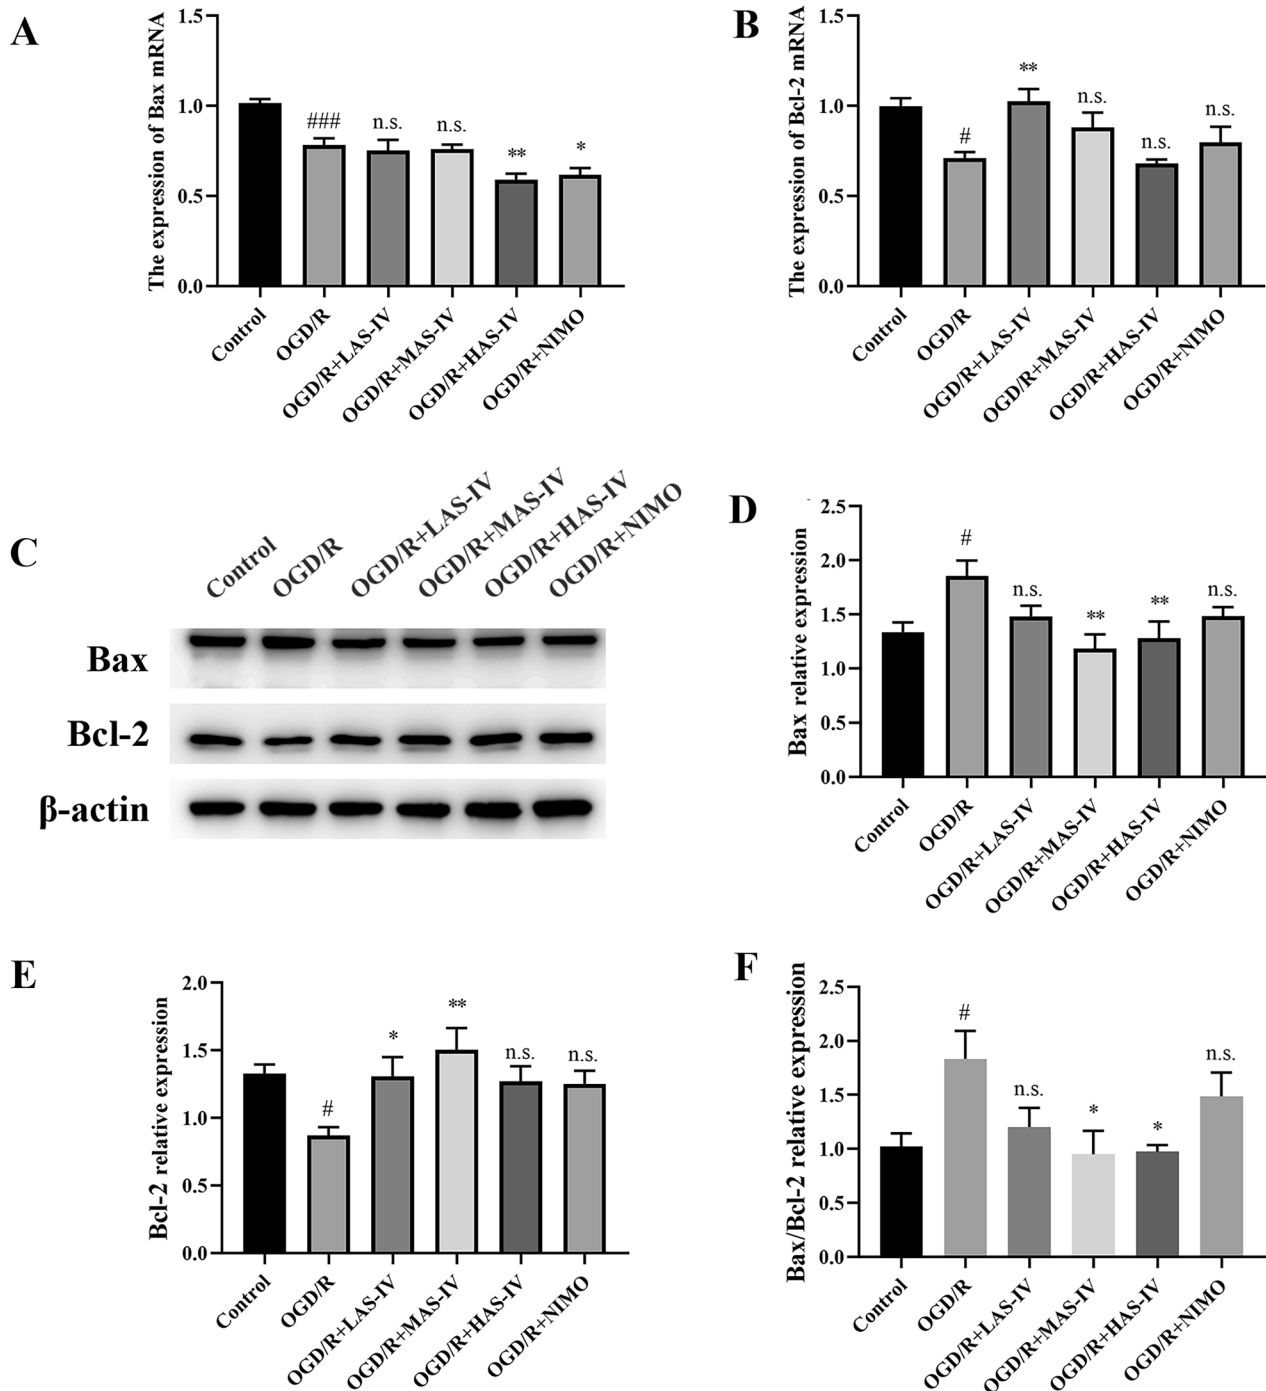 A
The expression of Bax mRNA
1.5
1.0
0.5
0.0
###
n.s.
n.s.
**
*
Control
OGD/R
OGD/R+LAS-IV
OGD/R+MAS-IV
OGD/R+HAS-IV
OGD/R+NIMO
B
The expression of Bcl-2 mRNA
1.5
1.0
0.5
0.0
#
**
n.s.
n.s.
n.s.
Control
OGD/R
OGD/R+LAS-IV
OGD/R+MAS-IV
OGD/R+HAS-IV
OGD/R+NIMO
C
Control
OGD/R
OGD/R+LAS-IV
OGD/R+MAS-IV
OGD/R+HAS-IV
OGD/R+NIMO
Bax
Bcl-2
β-actin
D
Bax relative expression
2.5
2.0
1.5
1.0
0.5
0.0
#
n.s.
**
**
n.s.
Control
OGD/R
OGD/R+LAS-IV
OGD/R+MAS-IV
OGD/R+HAS-IV
OGD/R+NIMO
E
Bcl-2 relative expression
2.0
1.5
1.0
0.5
0.0
#
*
**
n.s.
n.s.
Control
OGD/R
OGD/R+LAS-IV
OGD/R+MAS-IV
OGD/R+HAS-IV
OGD/R+NIMO
F
Bax/Bcl-2 relative expression
2.5
2.0
1.5
1.0
0.5
0.0
#
n.s.
*
*
n.s.
Control
OGD/R
OGD/R+LAS-IV
OGD/R+MAS-IV
OGD/R+HAS-IV
OGD/R+NIMO